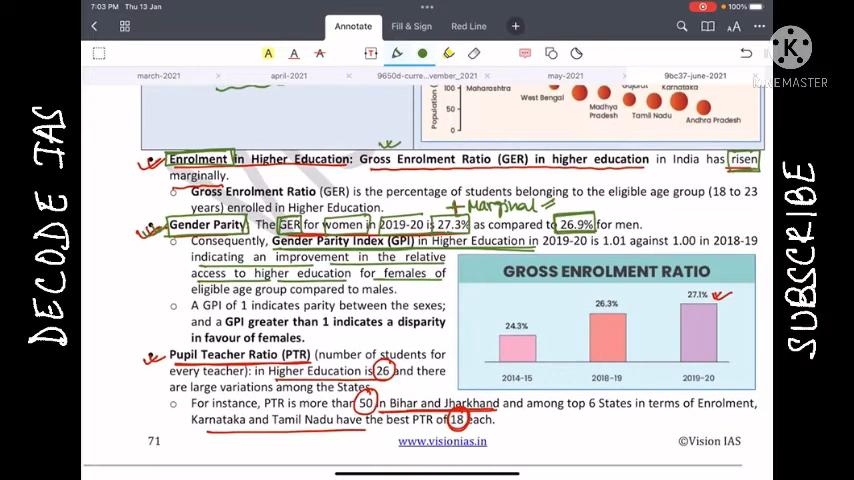 7:03 PM Thu 13 Jan
100%
Annotate Fill & Sign Red Line
AA
KINEMASTER
march-2021 april-2021 9650d-curre...vember_2021 may-2021 9bc37-june-2021
DECODE IAS
SUBSCRIBE
Population (
100
50
0
Maharashtra
West Bengal
Madhya
Pradesh
Gujarat
Tamil Nadu
Karnataka
Andhra Pradesh
• Enrolment in Higher Education: Gross Enrolment Ratio (GER) in higher education in India has risen
marginally.
o Gross Enrolment Ratio (GER) is the percentage of students belonging to the eligible age group (18 to 23
years) enrolled in Higher Education.
+ Marginal
• Gender Parity: The GER for women in 2019-20 is 27.3% as compared to 26.9% for men.
o Consequently, Gender Parity Index (GPI) in Higher Education in 2019-20 is 1.01 against 1.00 in 2018-19
indicating an improvement in the relative
access to higher education for females of
eligible age group compared to males.
o A GPI of 1 indicates parity between the sexes;
and a GPI greater than 1 indicates a disparity
in favour of females.
GROSS ENROLMENT RATIO
24.3%
26.3%
27.1%
2014-15 2018-19 2019-20
• Pupil Teacher Ratio (PTR) (number of students for
every teacher): in Higher Education is 26 and there
are large variations among the States.
o For instance, PTR is more than 50 in Bihar and Jharkhand and among top 6 States in terms of Enrolment,
Karnataka and Tamil Nadu have the best PTR of 18 each.
71 www.visionias.in ©Vision IAS